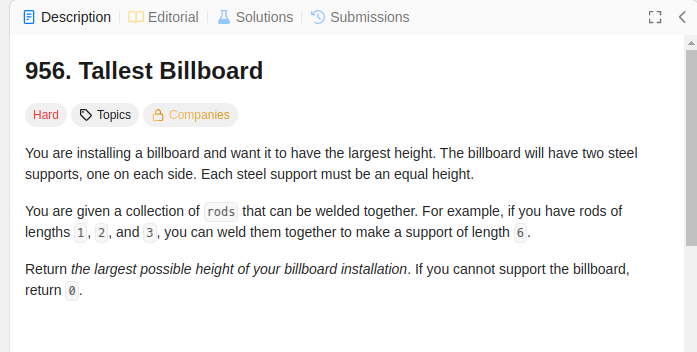 Description | Editorial | Solutions | Submissions
956. Tallest Billboard
Hard Topics Companies
You are installing a billboard and want it to have the largest height. The billboard will have two steel
supports, one on each side. Each steel support must be an equal height.
You are given a collection of rods that can be welded together. For example, if you have rods of
lengths 1, 2, and 3, you can weld them together to make a support of length 6.
Return the largest possible height of your billboard installation. If you cannot support the billboard,
return 0.